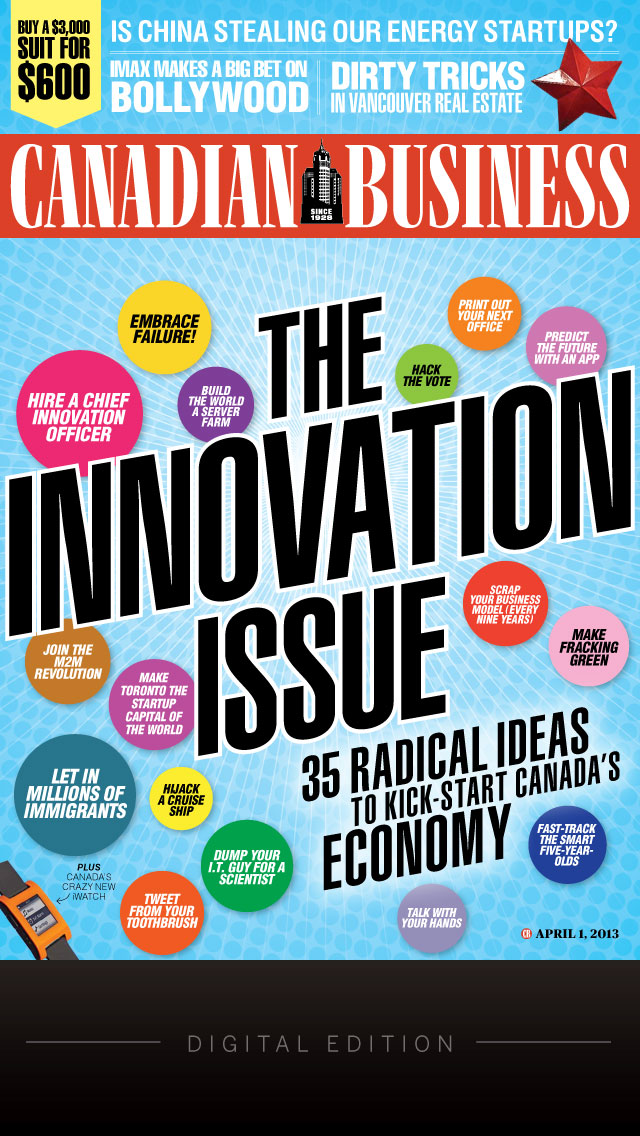 BUY A $3,000
SUIT FOR
$600
IS CHINA STEALING OUR ENERGY STARTUPS?
IMAX MAKES A BIG BET ON
BOLLYWOOD
DIRTY TRICKS
IN VANCOUVER REAL ESTATE
CANADIAN BUSINESS
SINCE
1928
THE
INNOVATION
ISSUE
EMBRACE
FAILURE!
PRINT OUT
YOUR NEXT
OFFICE
PREDICT
THE FUTURE
WITH AN APP
HACK
THE VOTE
HIRE A CHIEF
INNOVATION
OFFICER
BUILD
THE WORLD
A SERVER
FARM
SCRAP
YOUR BUSINESS
MODEL (EVERY
NINE YEARS)
MAKE
FRACKING
GREEN
JOIN THE
M2M
REVOLUTION
MAKE
TORONTO THE
STARTUP
CAPITAL OF
THE WORLD
35 RADICAL IDEAS
TO KICK-START CANADA'S
ECONOMY
LET IN
MILLIONS OF
IMMIGRANTS
HIJACK
A CRUISE
SHIP
DUMP YOUR
I.T. GUY FOR A
SCIENTIST
FAST-TRACK
THE SMART
FIVE-YEAR-
OLDS
PLUS
CANADA'S
CRAZY NEW
iWATCH
TWEET
FROM YOUR
TOOTHBRUSH
TALK WITH
YOUR HANDS
CB APRIL 1, 2013
DIGITAL EDITION